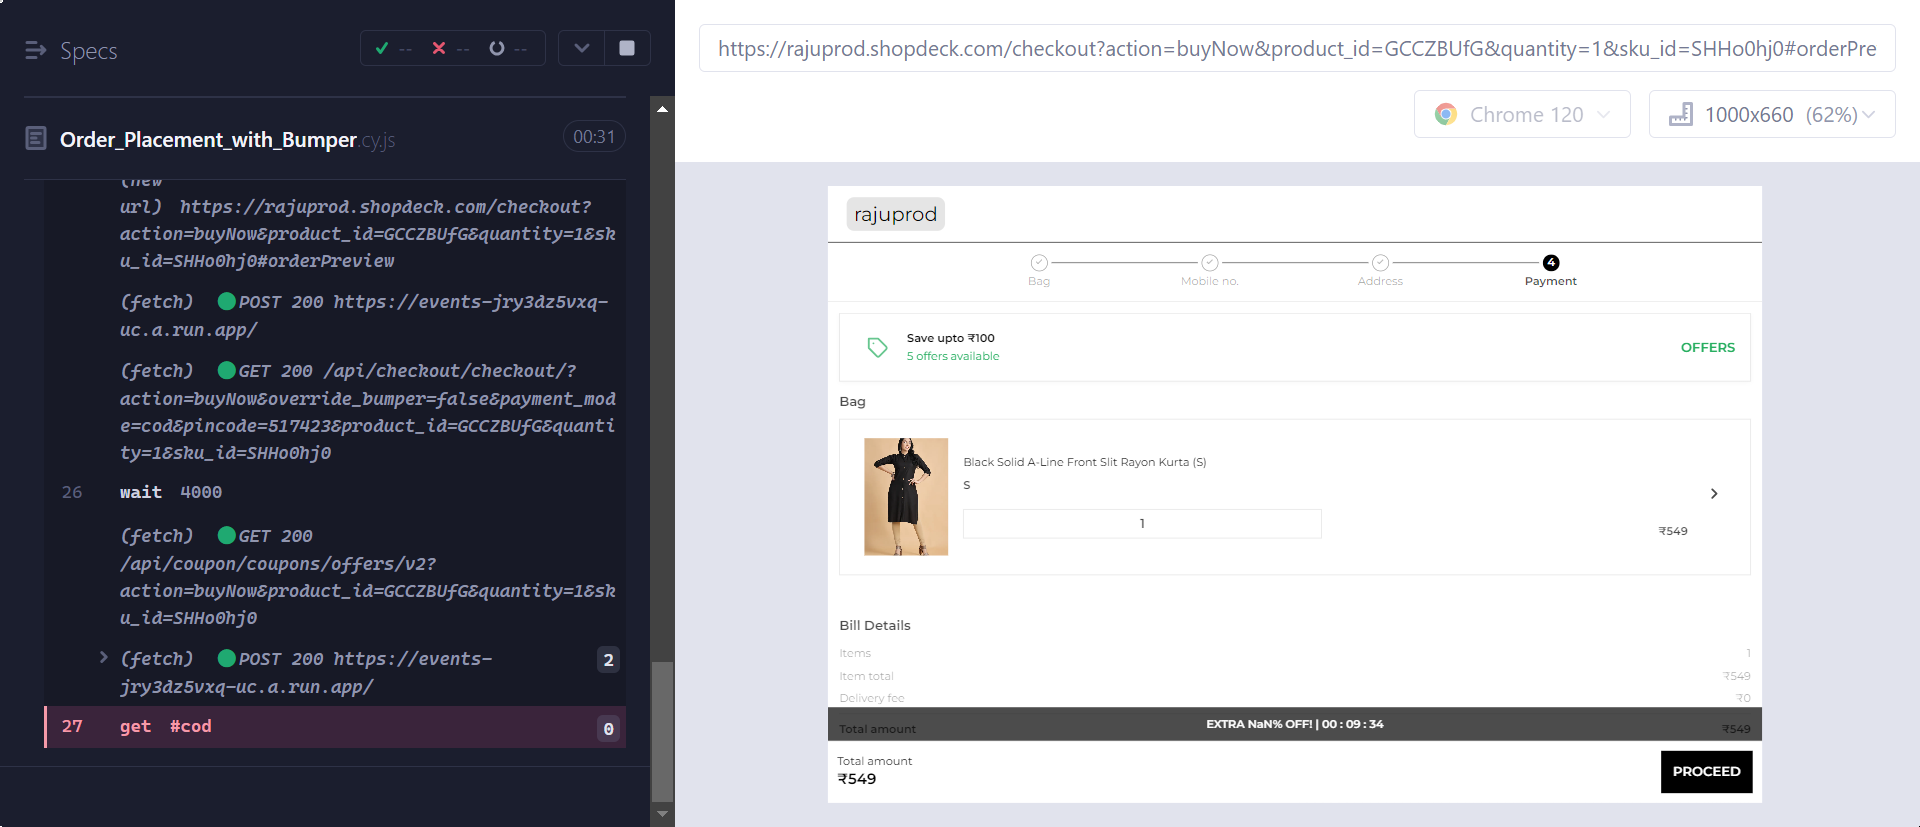 Specs
-- -- --
Order_Placement_with_Bumper.cy.js 00:31
(new
url) https://rajuprod.shopdeck.com/checkout?
action=buyNow&product_id=GCCZBUfG&quantity=1&sk
u_id=SHHo0hj0#orderPreview
(fetch) POST 200 https://events-jry3dz5vxq-
uc.a.run.app/
(fetch) GET 200 /api/checkout/checkout/?
action=buyNow&override_bumper=false&payment_mod
e=cod&pincode=517423&product_id=GCCZBUfG&quanti
ty=1&sku_id=SHHo0hj0
26 wait 4000
(fetch) GET 200
/api/coupon/coupons/offers/v2?
action=buyNow&product_id=GCCZBUfG&quantity=1&sk
u_id=SHHo0hj0
(fetch) POST 200 https://events-
jry3dz5vxq-uc.a.run.app/
2
27 get #cod 0
https://rajuprod.shopdeck.com/checkout?action=buyNow&product_id=GCCZBUfG&quantity=1&sku_id=SHHo0hj0#orderPre
Chrome 120
1000x660 (62%)
rajuprod
4
Bag Mobile no. Address Payment
Save upto ₹100
5 offers available
OFFERS
Bag
Black Solid A-Line Front Slit Rayon Kurta (S)
S
1
₹549
Bill Details
Items 1
Item total ₹549
Delivery fee ₹0
Total amount ₹549
EXTRA NaN% OFF! | 00 : 09 : 34
Total amount
₹549
PROCEED